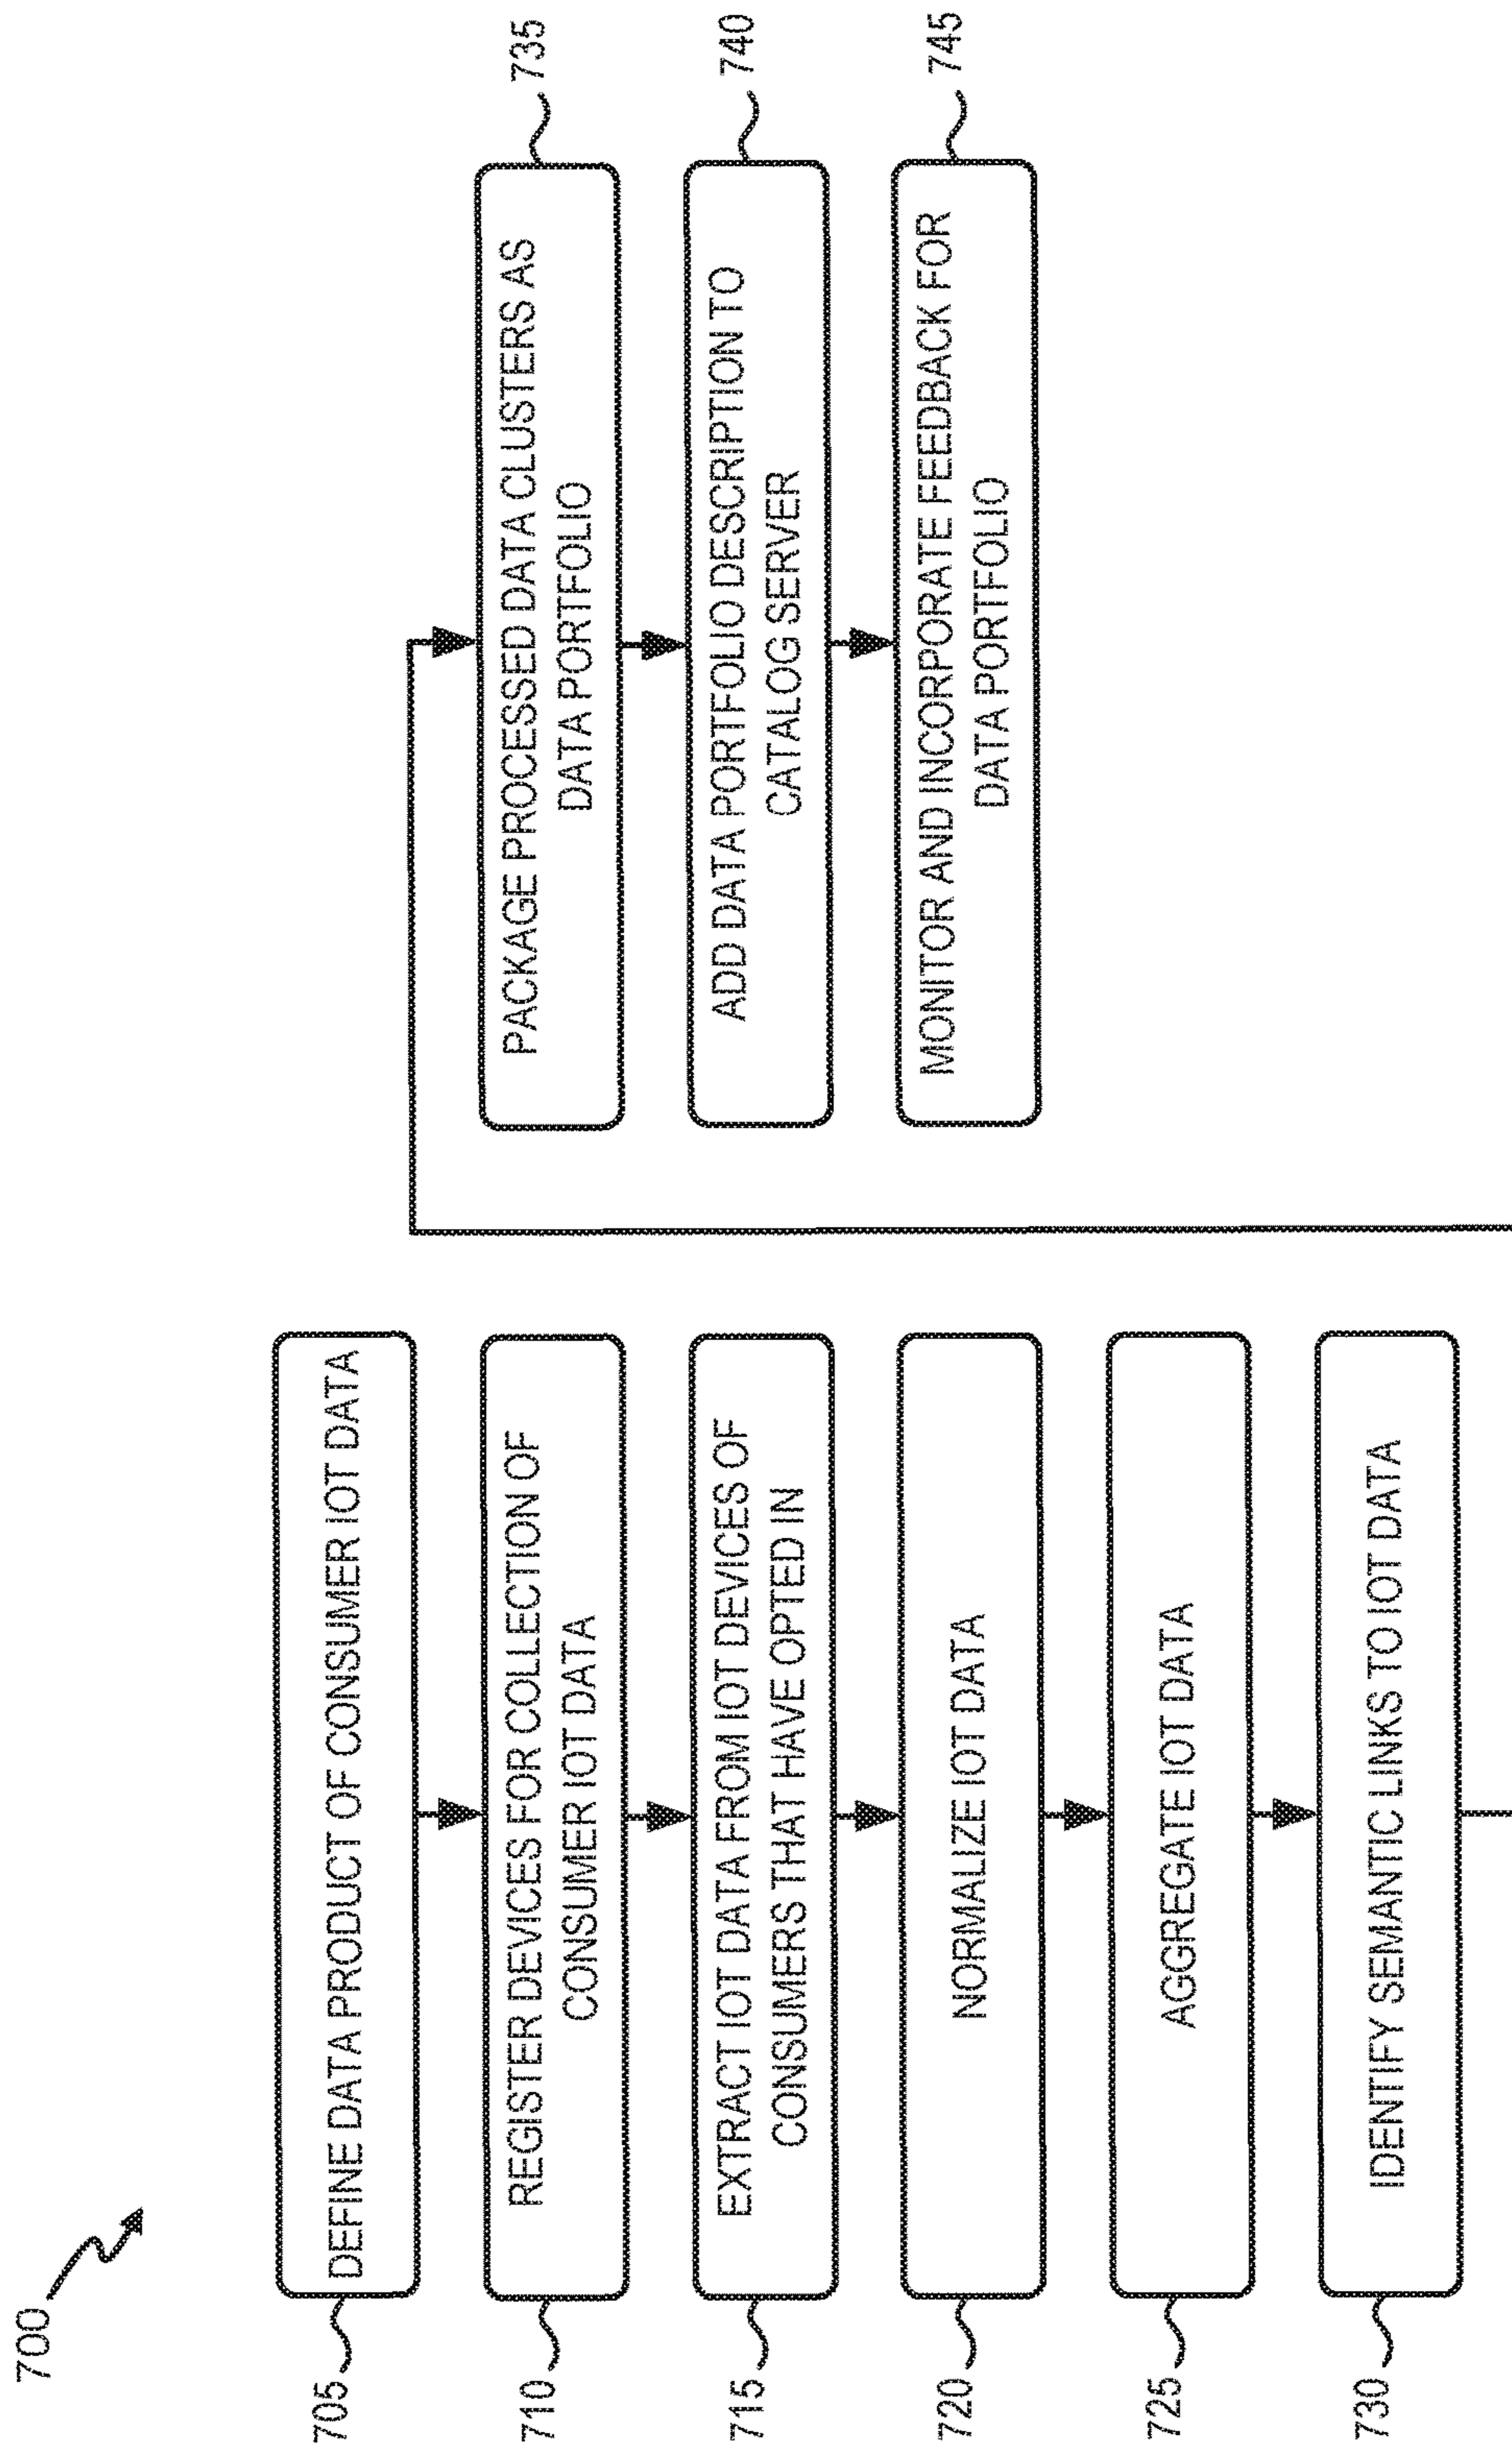 700
705
DEFINE DATA PRODUCT OF CONSUMER IOT DATA
710
REGISTER DEVICES FOR COLLECTION OF
CONSUMER IOT DATA
715
EXTRACT IOT DATA FROM IOT DEVICES OF
CONSUMERS THAT HAVE OPTED IN
720
NORMALIZE IOT DATA
725
AGGREGATE IOT DATA
730
IDENTIFY SEMANTIC LINKS TO IOT DATA
735
PACKAGE PROCESSED DATA CLUSTERS AS
DATA PORTFOLIO
740
ADD DATA PORTFOLIO DESCRIPTION TO
CATALOG SERVER
745
MONITOR AND INCORPORATE FEEDBACK FOR
DATA PORTFOLIO